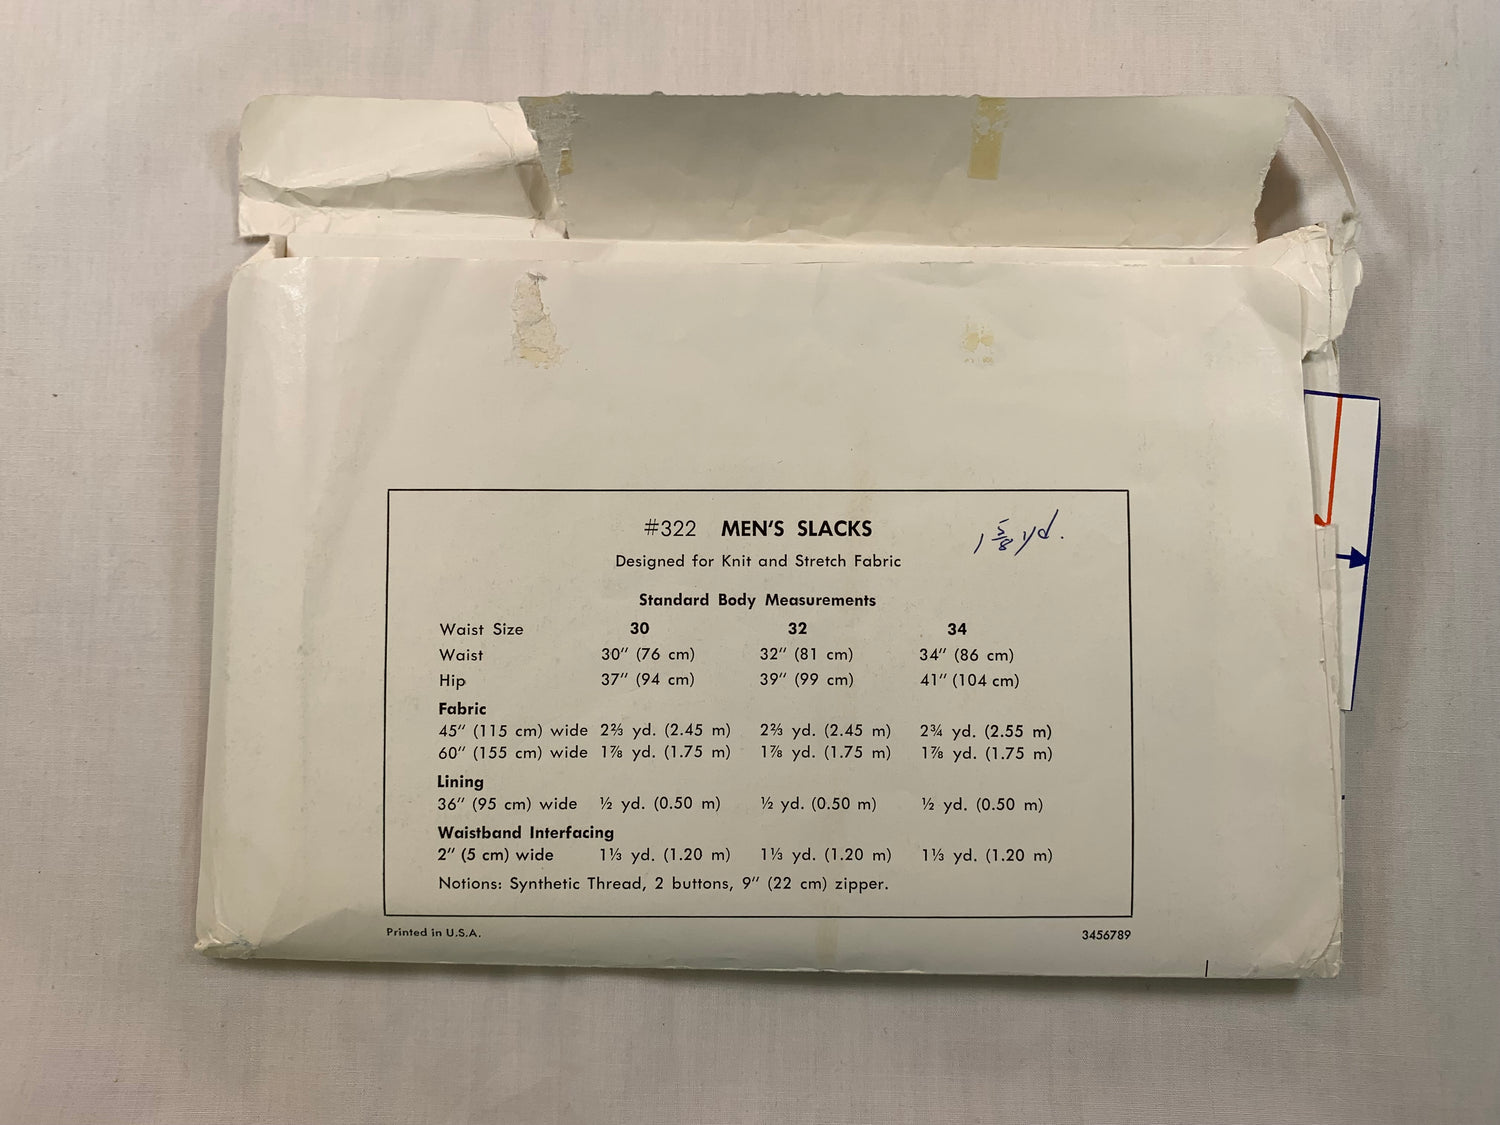 #322 MEN'S SLACKS 1 5/8 yd.
Designed for Knit and Stretch Fabric
Standard Body Measurements
Waist Size 30 32 34
Waist 30" (76 cm) 32" (81 cm) 34" (86 cm)
Hip 37" (94 cm) 39" (99 cm) 41" (104 cm)
Fabric
45" (115 cm) wide 2⅔ yd. (2.45 m) 2⅔ yd. (2.45 m) 2¾ yd. (2.55 m)
60" (155 cm) wide 1⅞ yd. (1.75 m) 1⅞ yd. (1.75 m) 1⅞ yd. (1.75 m)
Lining
36" (95 cm) wide ½ yd. (0.50 m) ½ yd. (0.50 m) ½ yd. (0.50 m)
Waistband Interfacing
2" (5 cm) wide 1⅓ yd. (1.20 m) 1⅓ yd. (1.20 m) 1⅓ yd. (1.20 m)
Notions: Synthetic Thread, 2 buttons, 9" (22 cm) zipper.
Printed in U.S.A. 3456789